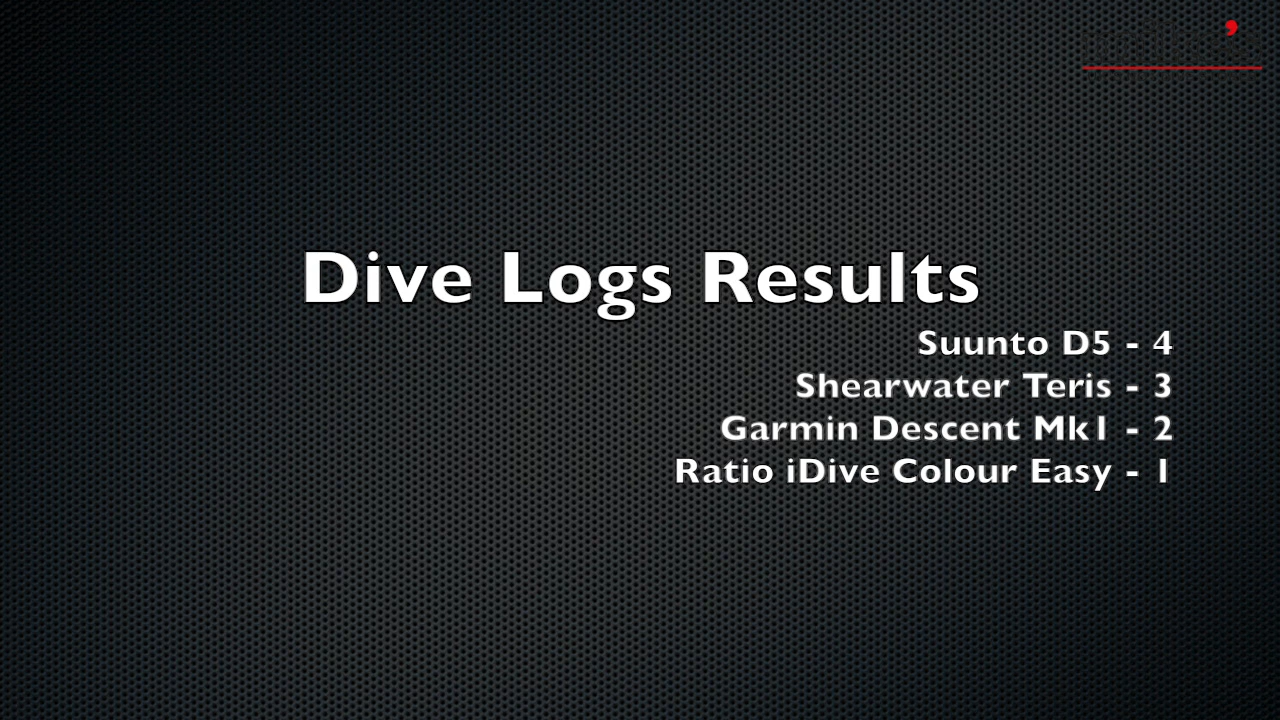 Dive Logs Results
Suunto D5 - 4
Shearwater Teris - 3
Garmin Descent Mk1 - 2
Ratio iDive Colour Easy - 1